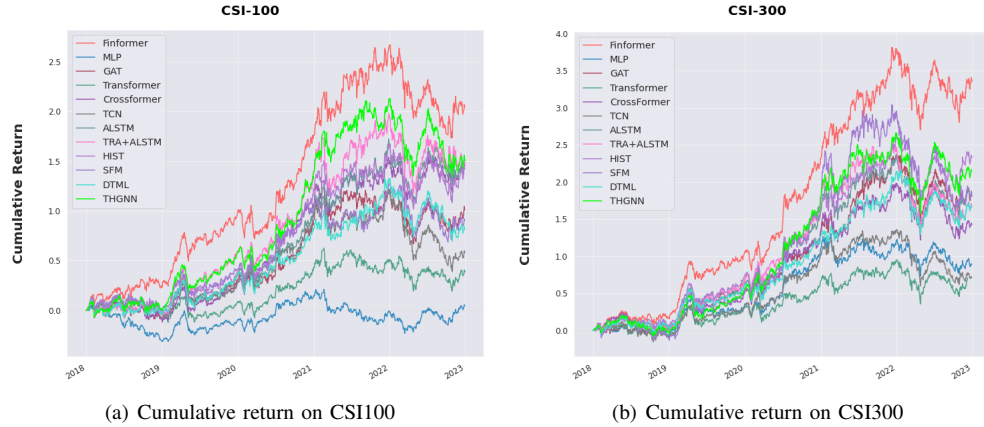 CSI-100
Cumulative Return
2.5
2.0
1.5
1.0
0.5
0.0
Finformer
MLP
GAT
Transformer
Crossformer
TCN
ALSTM
TRA+ALSTM
HIST
SFM
DTML
THGNN
2018
2019
2020
2021
2022
2023
(a) Cumulative return on CSI100
CSI-300
Cumulative Return
4.0
3.5
3.0
2.5
2.0
1.5
1.0
0.5
0.0
Finformer
MLP
GAT
Transformer
CrossFormer
TCN
ALSTM
TRA+ALSTM
HIST
SFM
DTML
THGNN
2018
2019
2020
2021
2022
2023
(b) Cumulative return on CSI300